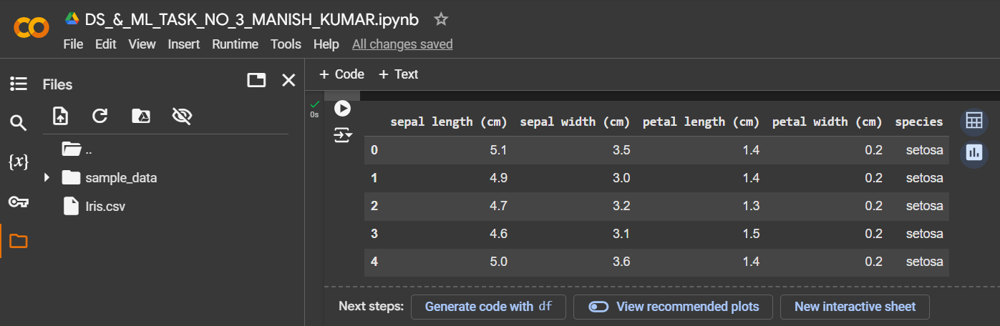 DS_&_ML_TASK_NO_3_MANISH_KUMAR.ipynb
File Edit View Insert Runtime Tools Help All changes saved
Files
..
sample_data
Iris.csv
+ Code + Text
0s
sepal length (cm) sepal width (cm) petal length (cm) petal width (cm) species
0 5.1 3.5 1.4 0.2 setosa
1 4.9 3.0 1.4 0.2 setosa
2 4.7 3.2 1.3 0.2 setosa
3 4.6 3.1 1.5 0.2 setosa
4 5.0 3.6 1.4 0.2 setosa
Next steps: Generate code with df View recommended plots New interactive sheet